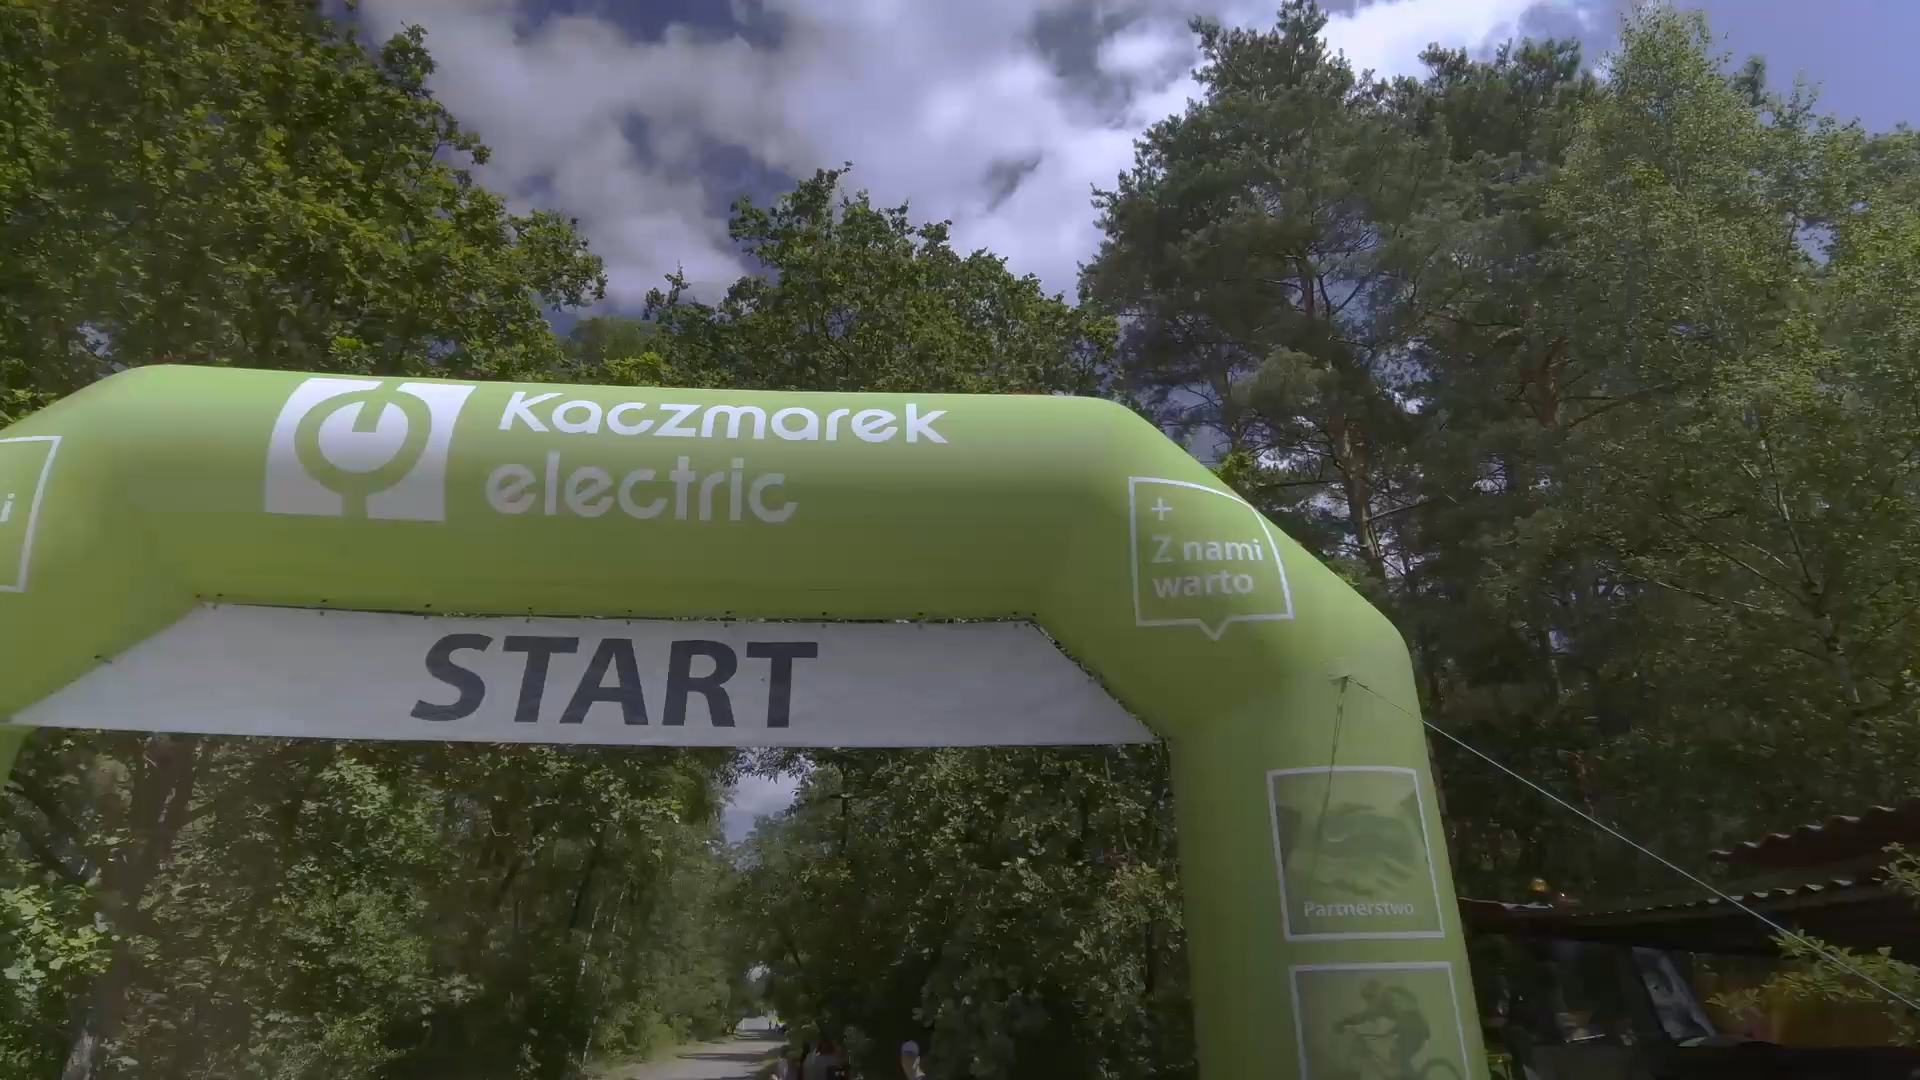 Kaczmarek
electric
+
Z nami
warto
START
Partnerstwo